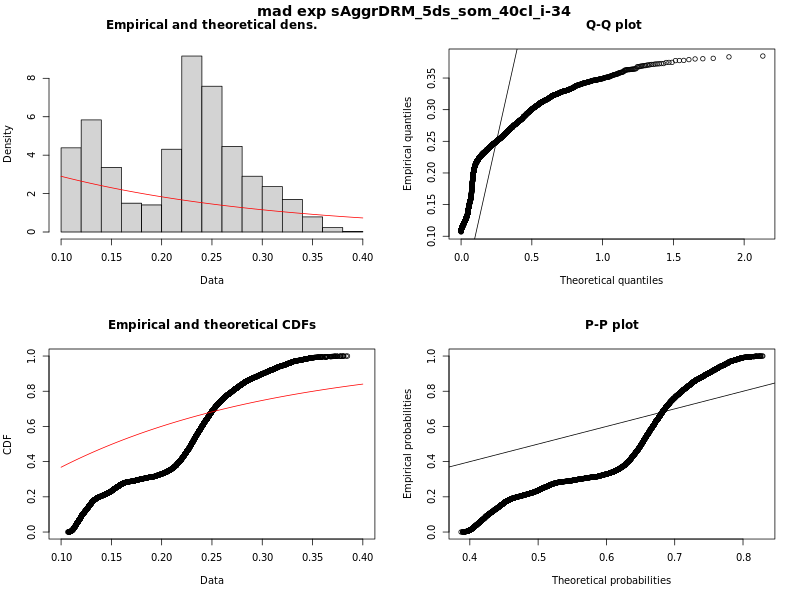 mad exp sAggrDRM_5ds_som_40cl_i-34
Empirical and theoretical dens.
Density
0 2 4 6 8
0.10 0.15 0.20 0.25 0.30 0.35 0.40
Data
Q-Q plot
Empirical quantiles
0.10 0.15 0.20 0.25 0.30 0.35
0.0 0.5 1.0 1.5 2.0
Theoretical quantiles
Empirical and theoretical CDFs
CDF
0.0 0.2 0.4 0.6 0.8 1.0
0.10 0.15 0.20 0.25 0.30 0.35 0.40
Data
P-P plot
Empirical probabilities
0.0 0.2 0.4 0.6 0.8 1.0
0.4 0.5 0.6 0.7 0.8
Theoretical probabilities